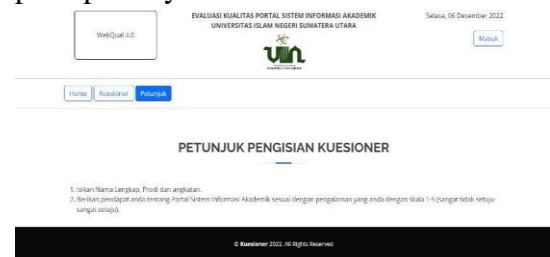 WebQual 4.0
EVALUASI KUALITAS PORTAL SISTEM INFORMASI AKADEMIK
UNIVERSITAS ISLAM NEGERI SUMATERA UTARA
Selasa, 06 Desember 2022
Masuk
UIN
Home
Kuesioner
Petunjuk
PETUNJUK PENGISIAN KUESIONER
1. Isikan Nama Lengkap, Prodi dan angkatan.
2. Berikan pendapat anda tentang Portal Sistem Informasi Akademik sesuai dengan pengalaman yang anda dengan skala 1-5 (sangat tidak setuju-
sangat setuju).
© Kuesioner 2022. All Rights Reserved